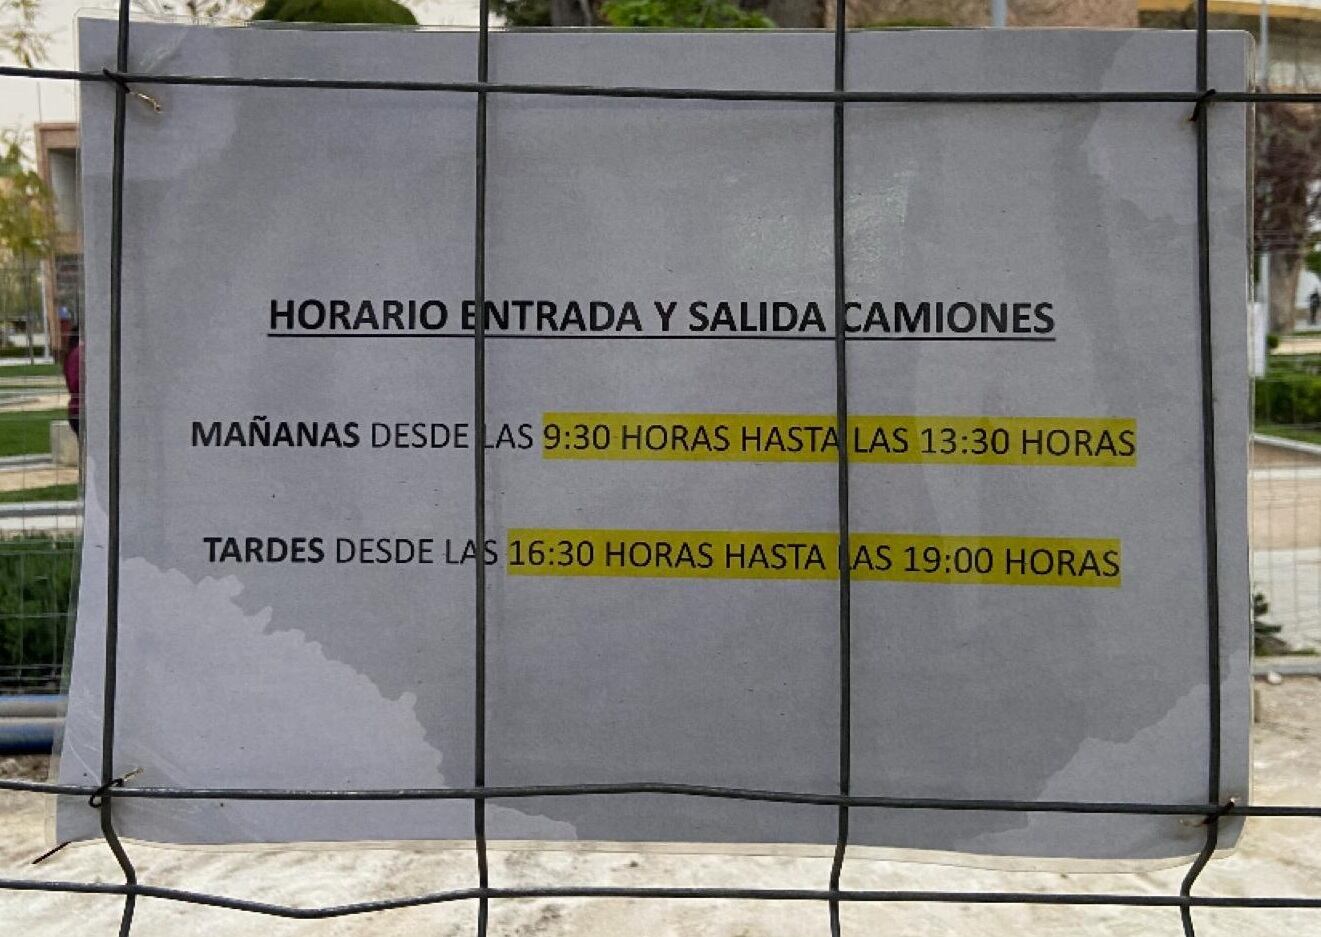 HORARIO ENTRADA Y SALIDA CAMIONES
MAÑANAS DESDE LAS 9:30 HORAS HASTA LAS 13:30 HORAS
TARDES DESDE LAS 16:30 HORAS HASTA LAS 19:00 HORAS